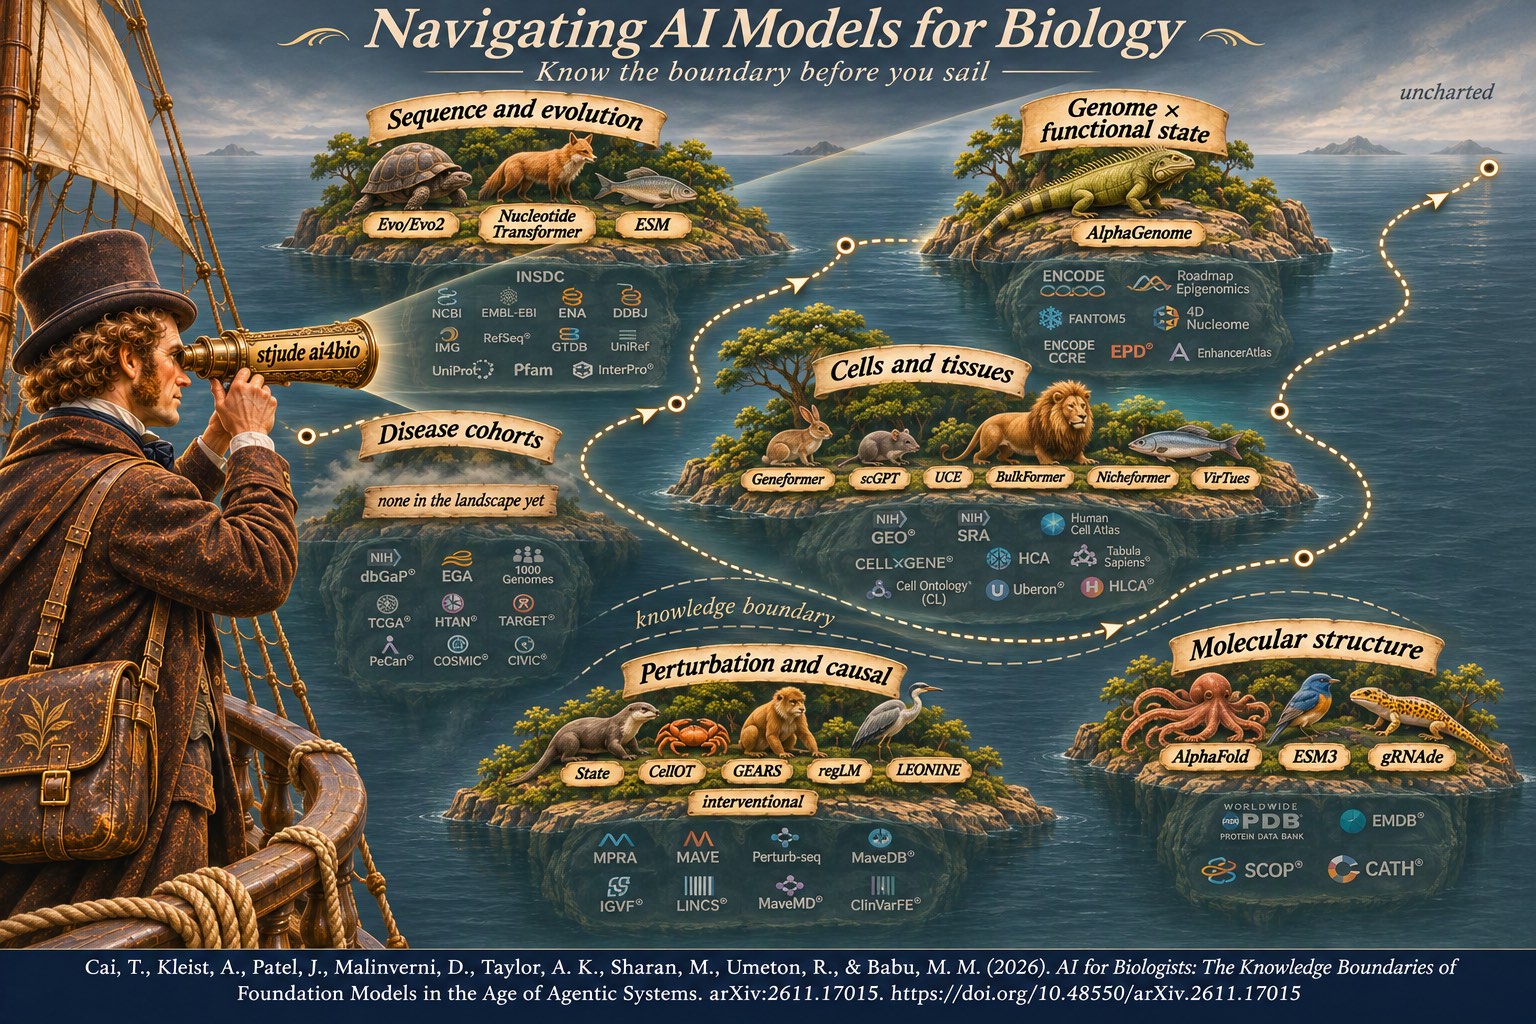 Navigating AI Models for Biology
Know the boundary before you sail
uncharted
Sequence and evolution
Evo/Evo2
Nucleotide
Transformer
ESM
INSDC
NCBI
EMBL-EBI
ENA
DDBJ
IMG
RefSeq®
GTDB
UniRef
UniProt
Pfam
InterPro®
Genome ×
functional state
AlphaGenome
ENCODE
Roadmap
Epigenomics
FANTOM5
4D
Nucleome
ENCODE
CCRE
EPD®
EnhancerAtlas
stjude ai4bio
Cells and tissues
Geneformer
scGPT
UCE
BulkFormer
Nicheformer
VirTues
NIH
GEO®
NIH
SRA
Human
Cell Atlas
CELL×GENE®
HCA
Tabula
Sapiens®
Cell Ontology®
(CL)
Uberon®
HLCA®
Disease cohorts
none in the landscape yet
NIH
dbGaP®
EGA
1000
Genomes
TCGA®
HTAN®
TARGET®
PeCan®
COSMIC®
CIVIC®
knowledge boundary
Perturbation and causal
State
CellOT
GEARS
regLM
LEONINE
interventional
MPRA
MAVE
Perturb-seq
MaveDB®
IGVF®
LINCS®
MaveMD®
ClinVarFE®
Molecular structure
AlphaFold
ESM3
gRNAde
WORLDWIDE
PDB
PROTEIN DATA BANK
EMDB®
SCOP®
CATH®
Cai, T., Kleist, A., Patel, J., Malinverni, D., Taylor, A. K., Sharan, M., Umeton, R., & Babu, M. M. (2026). AI for Biologists: The Knowledge Boundaries of
Foundation Models in the Age of Agentic Systems. arXiv:2611.17015. https://doi.org/10.48550/arXiv.2611.17015